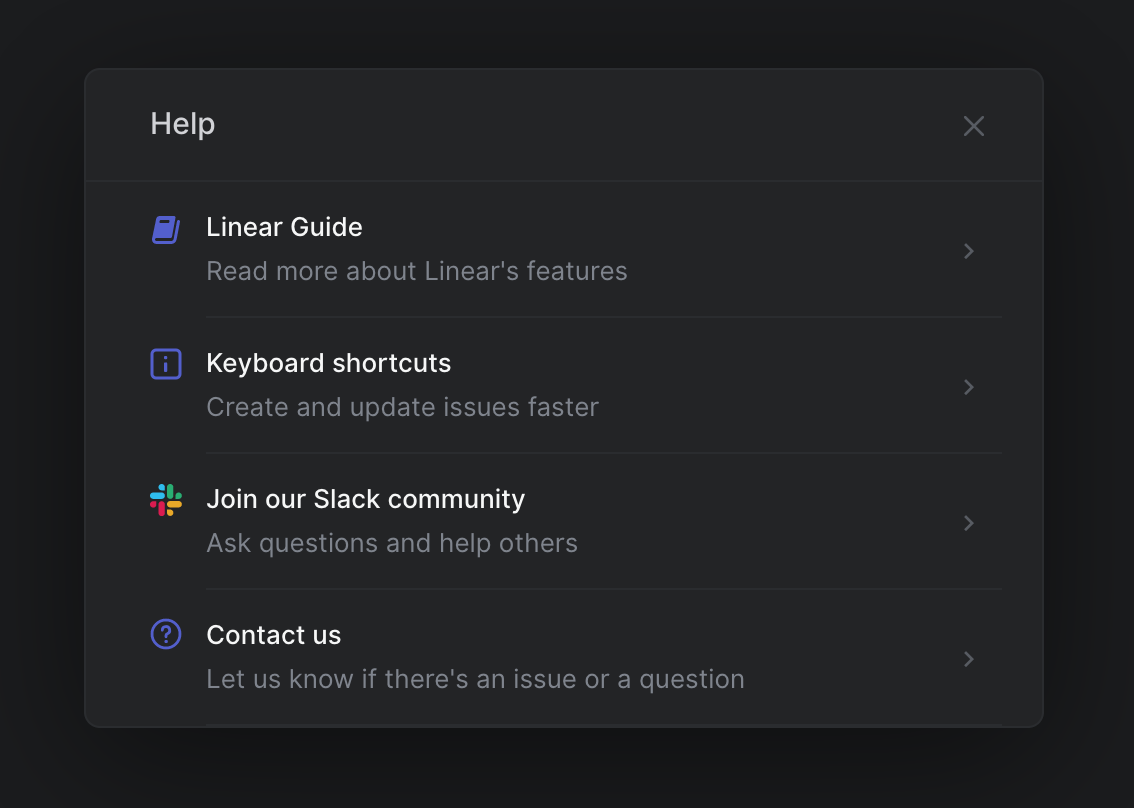 Help
Linear Guide
Read more about Linear's features
Keyboard shortcuts
Create and update issues faster
Join our Slack community
Ask questions and help others
Contact us
Let us know if there's an issue or a question